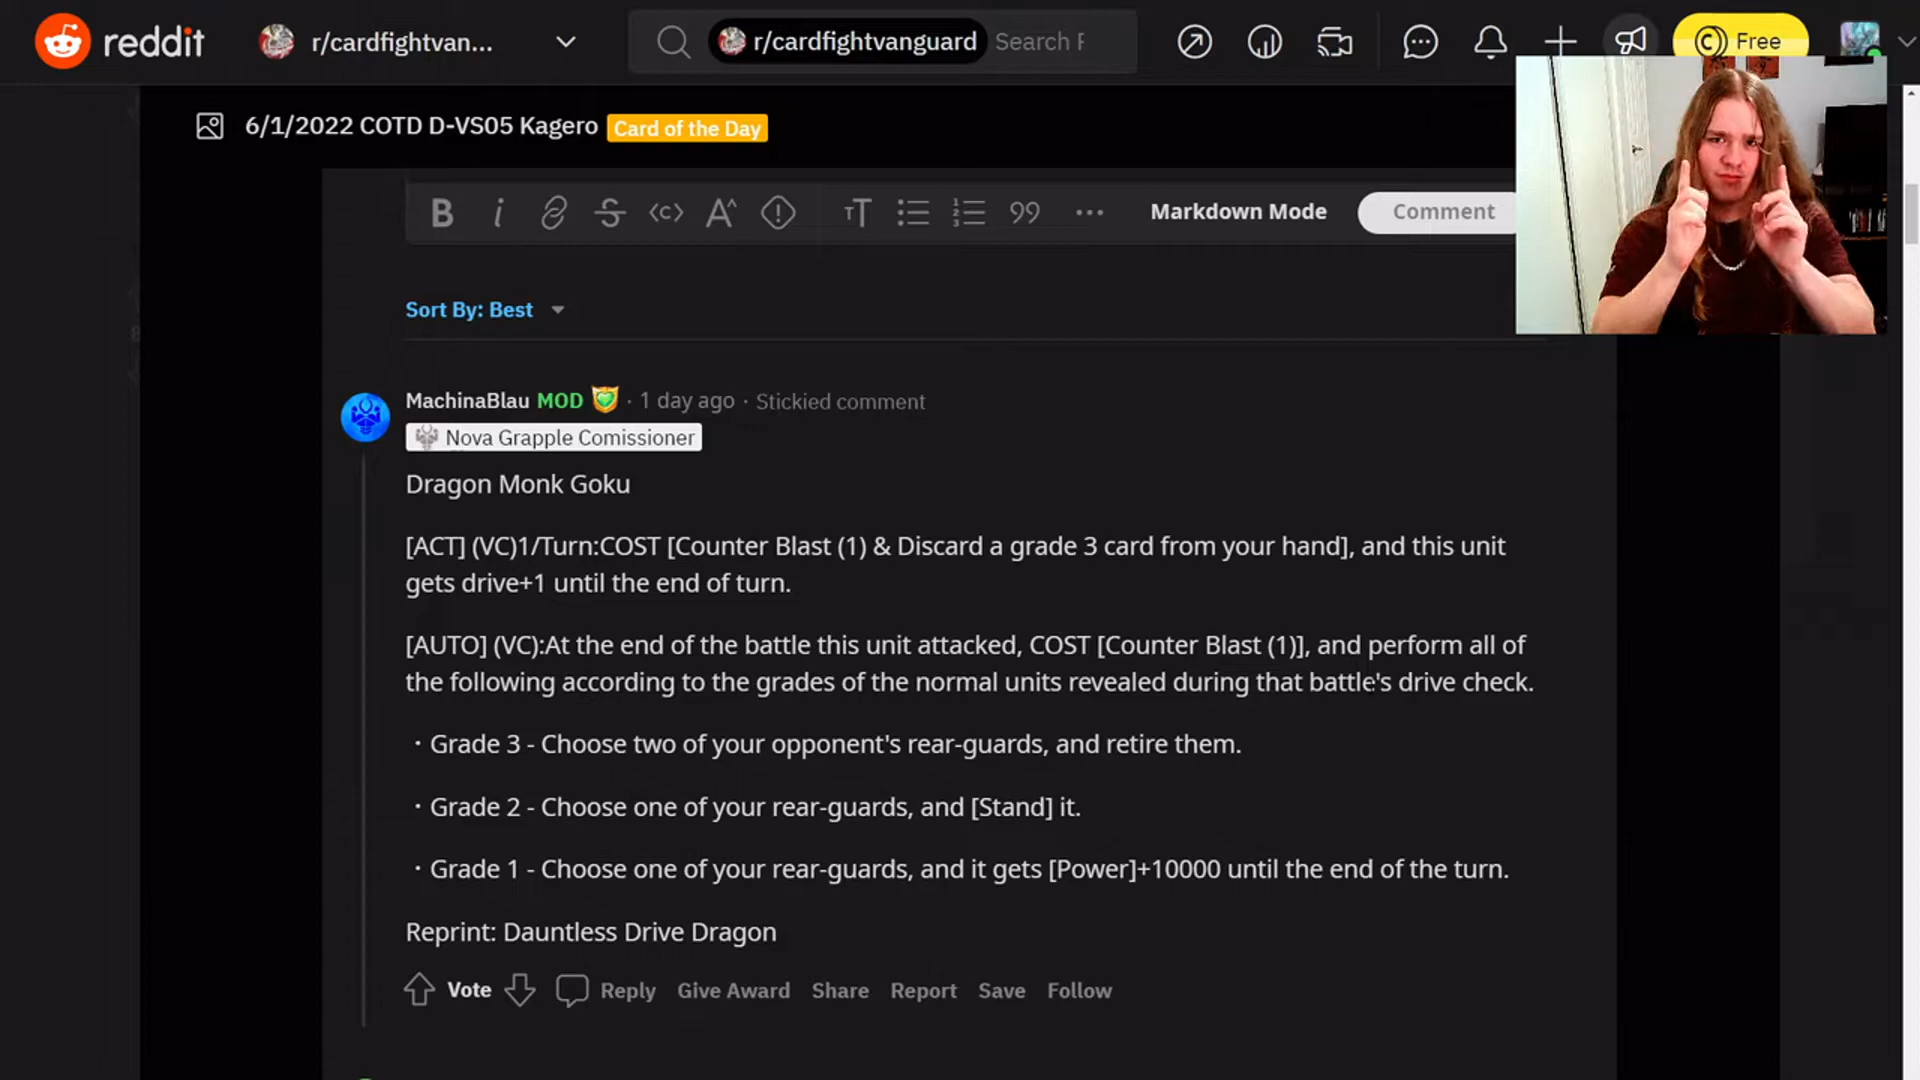 reddit r/cardfightvan... r/cardfightvanguard Search F Free
6/1/2022 COTD D-VS05 Kagero Card of the Day
Markdown Mode Comment
Sort By: Best
MachinaBlau MOD · 1 day ago · Stickied comment
Nova Grapple Comissioner
Dragon Monk Goku
[ACT] (VC)1/Turn:COST [Counter Blast (1) & Discard a grade 3 card from your hand], and this unit
gets drive+1 until the end of turn.
[AUTO] (VC):At the end of the battle this unit attacked, COST [Counter Blast (1)], and perform all of
the following according to the grades of the normal units revealed during that battle's drive check.
・Grade 3 - Choose two of your opponent's rear-guards, and retire them.
・Grade 2 - Choose one of your rear-guards, and [Stand] it.
・Grade 1 - Choose one of your rear-guards, and it gets [Power]+10000 until the end of the turn.
Reprint: Dauntless Drive Dragon
Vote Reply Give Award Share Report Save Follow